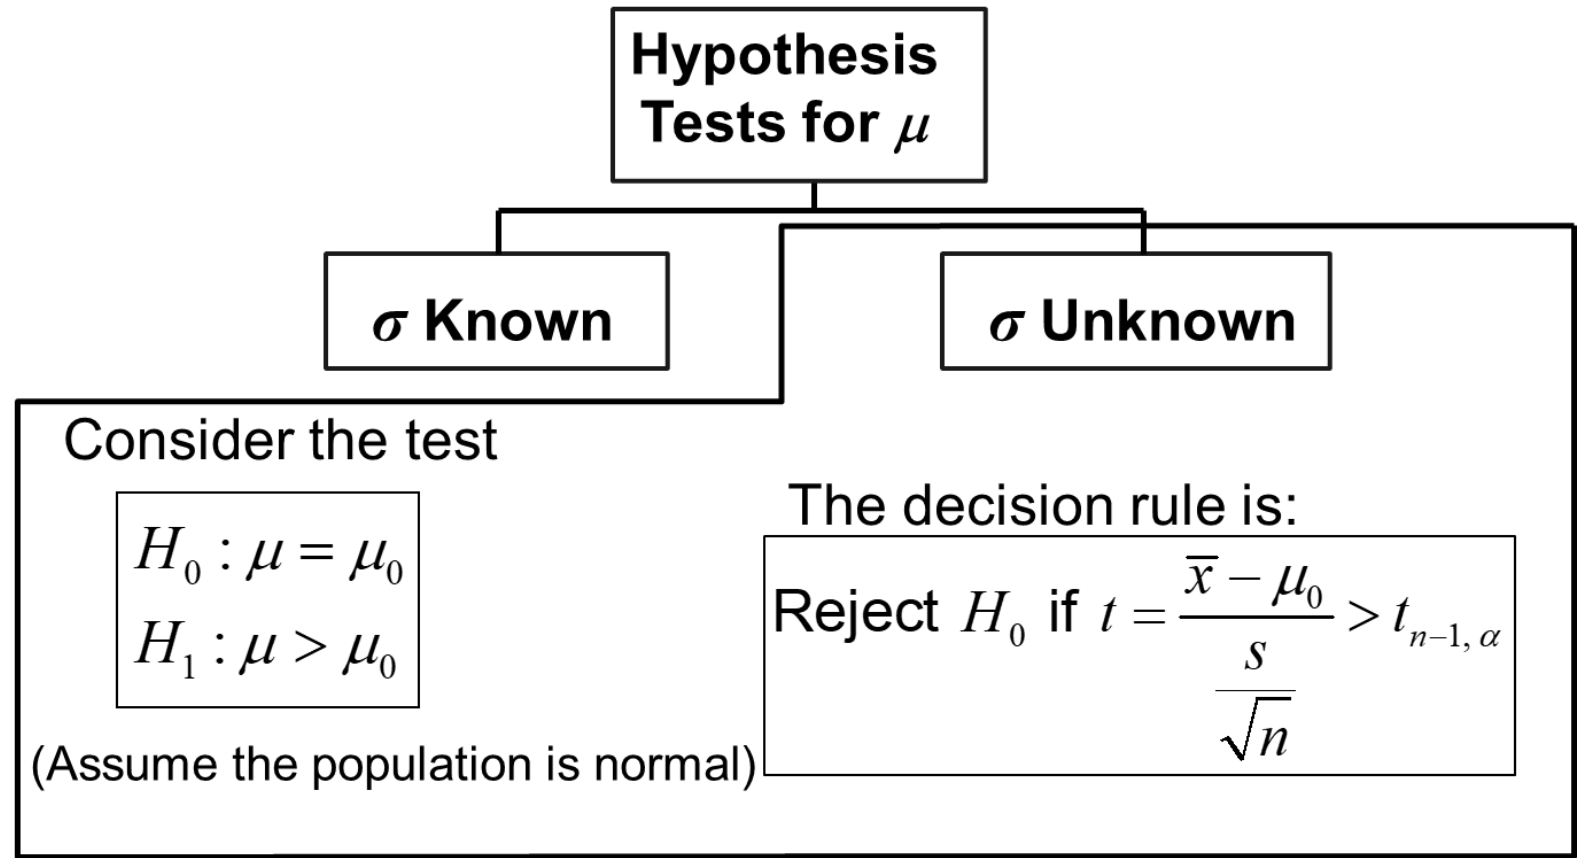 Hypothesis
Tests for μ
σ Known
σ Unknown
Consider the test
H₀ : μ = μ₀
H₁ : μ > μ₀
(Assume the population is normal)
The decision rule is:
Reject H₀ if t = (x̄ − μ₀) / (s / √n) > tₙ₋₁, α